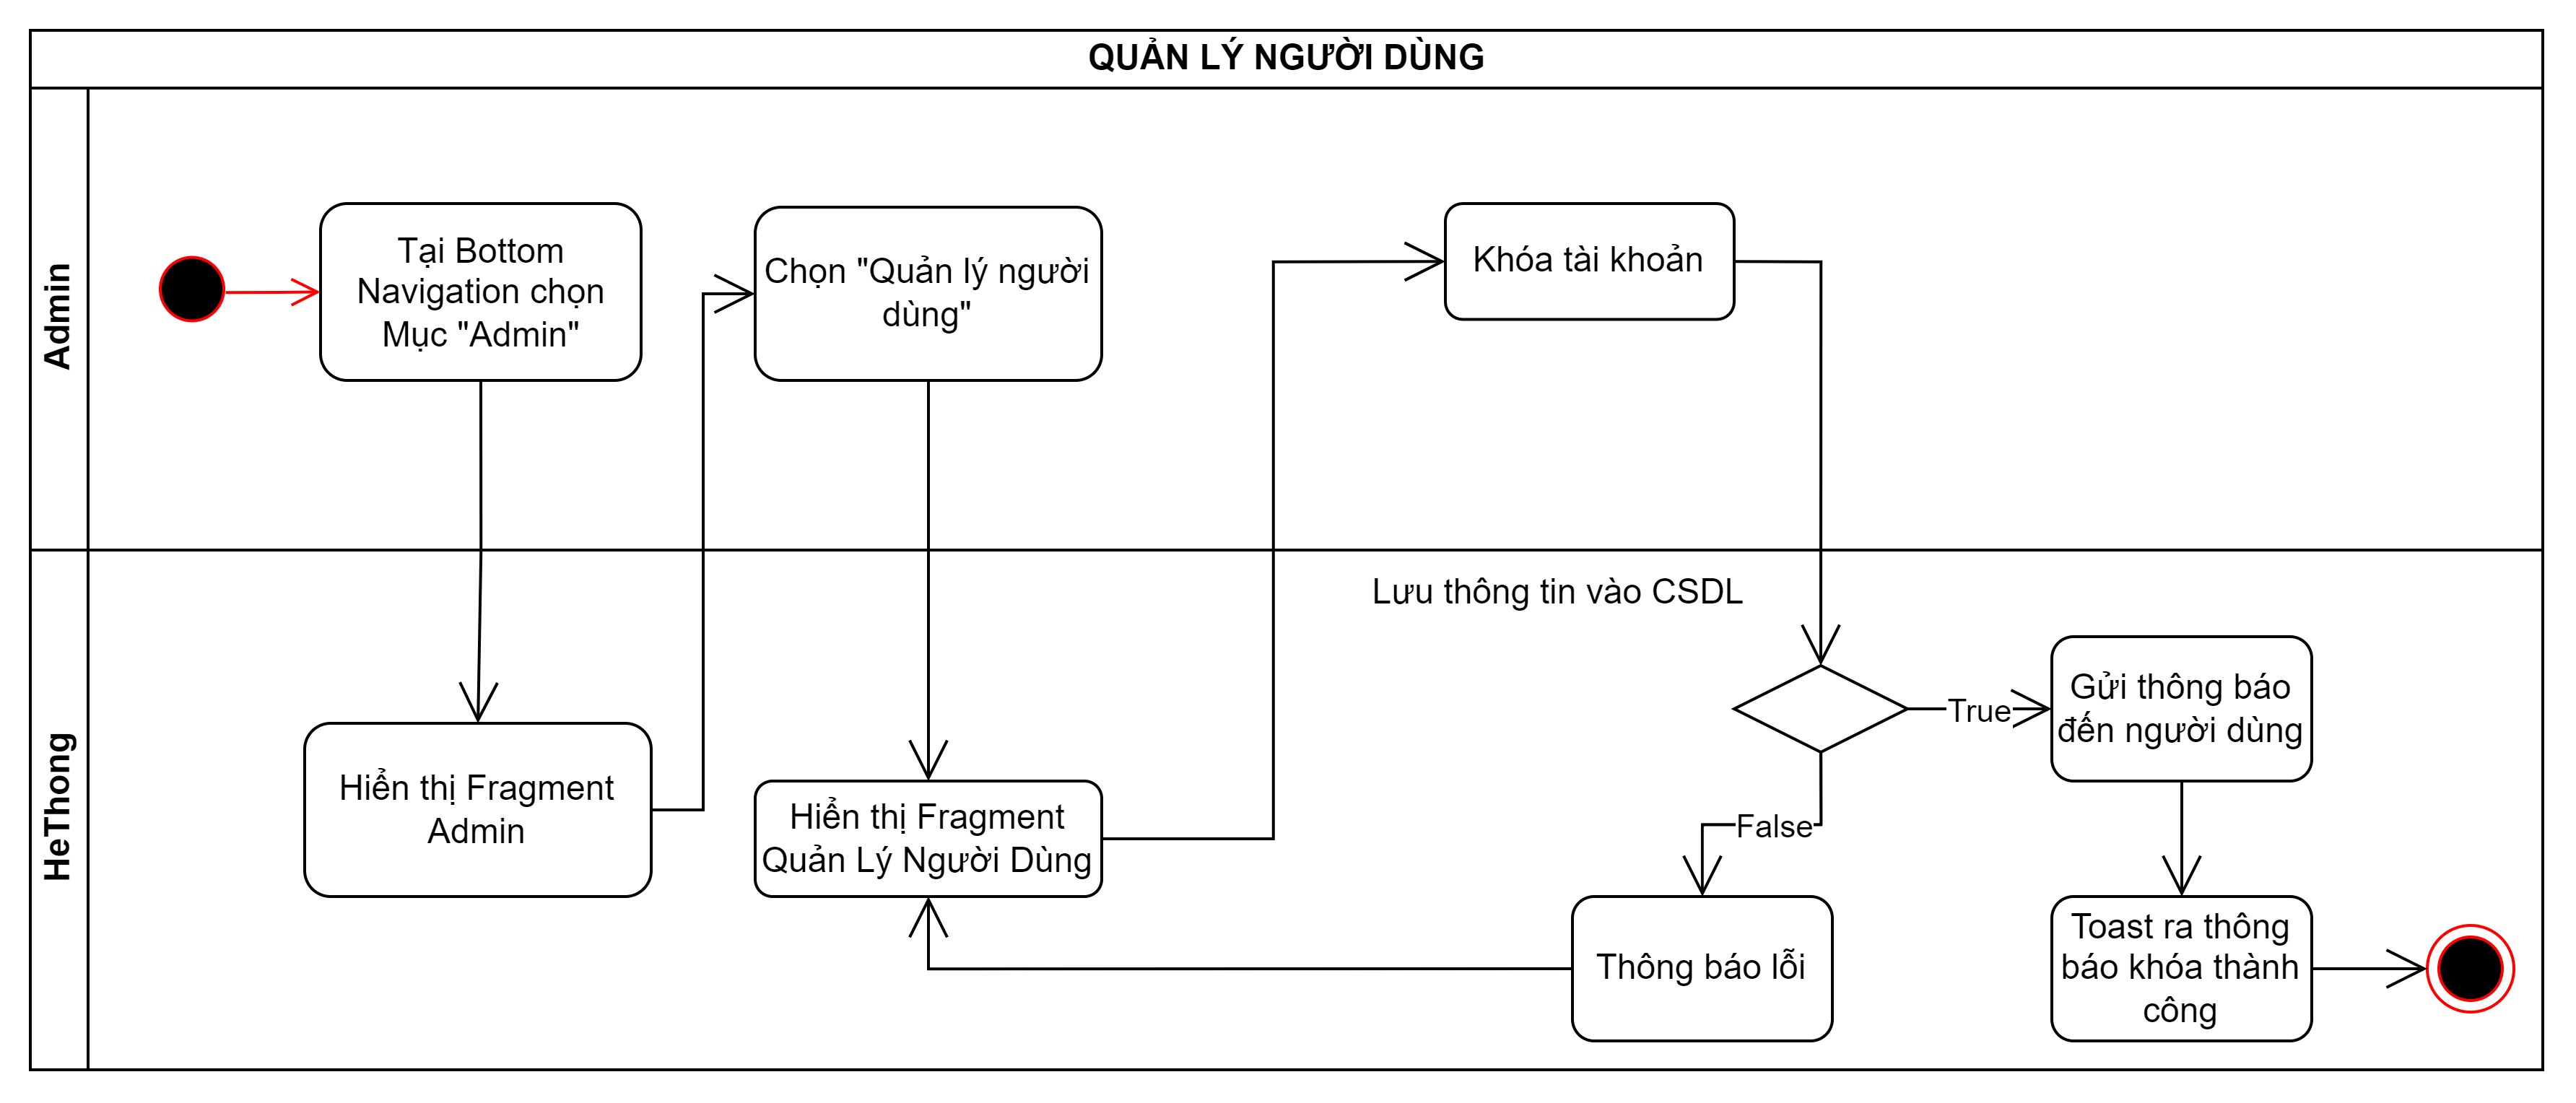 QUẢN LÝ NGƯỜI DÙNG
Admin
Tại Bottom
Navigation chọn
Mục "Admin"
Chọn "Quản lý người
dùng"
Khóa tài khoản
HeThong
Lưu thông tin vào CSDL
Hiển thị Fragment
Admin
Hiển thị Fragment
Quản Lý Người Dùng
True
False
Gửi thông báo
đến người dùng
Thông báo lỗi
Toast ra thông
báo khóa thành
công